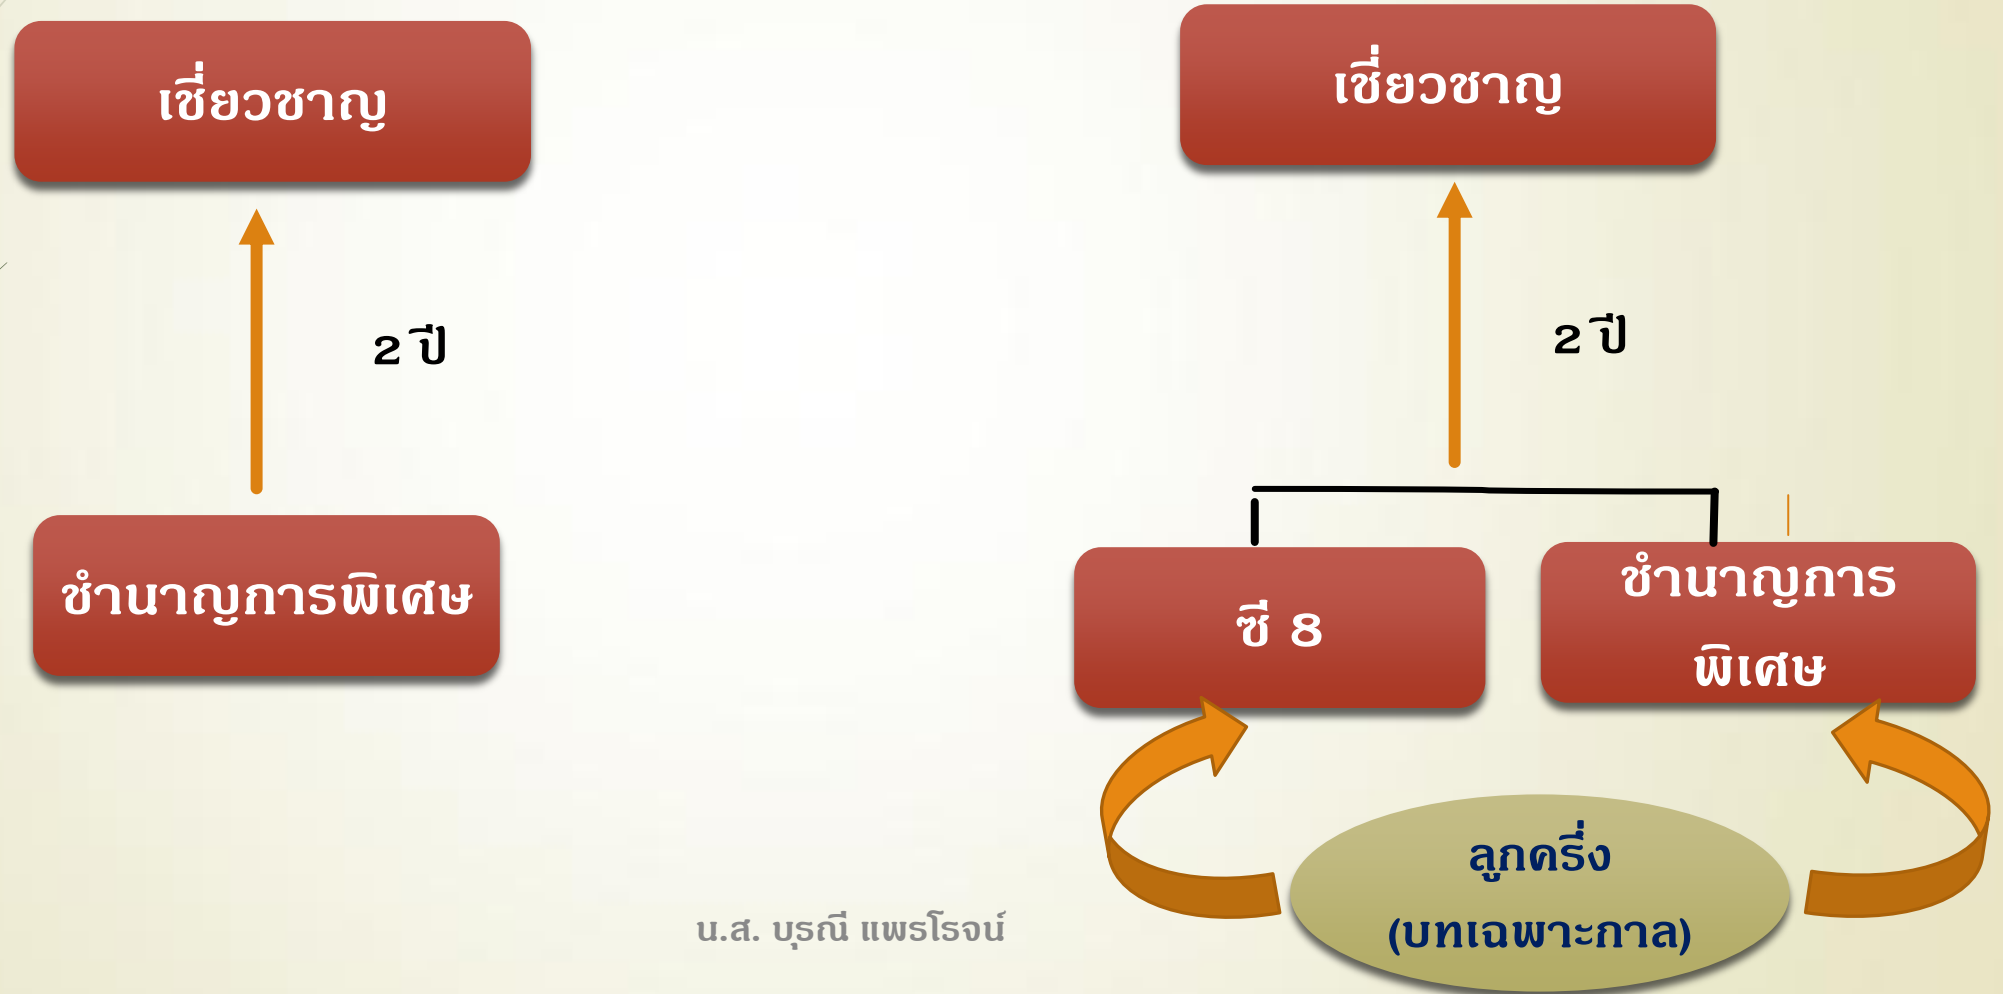 เชี่ยวชาญ
2 ปี
ชำนาญการพิเศษ
เชี่ยวชาญ
2 ปี
ซี 8
ชำนาญการ
พิเศษ
ลูกครึ่ง
(บทเฉพาะกาล)
น.ส. บุรณี แพรโรจน์